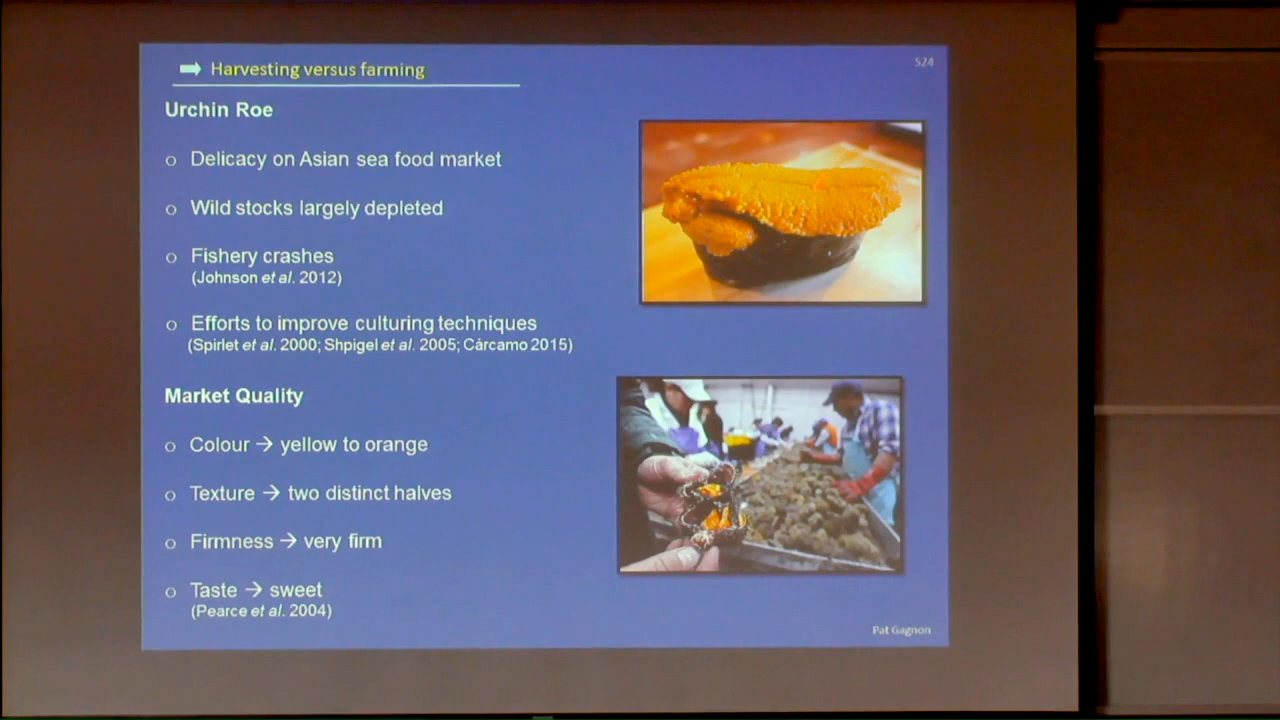 ➡ Harvesting versus farming
524
Urchin Roe
o Delicacy on Asian sea food market
o Wild stocks largely depleted
o Fishery crashes
(Johnson et al. 2012)
o Efforts to improve culturing techniques
(Spirlet et al. 2000; Shpigel et al. 2005; Cárcamo 2015)
Market Quality
o Colour → yellow to orange
o Texture → two distinct halves
o Firmness → very firm
o Taste → sweet
(Pearce et al. 2004)
Pat Gagnon